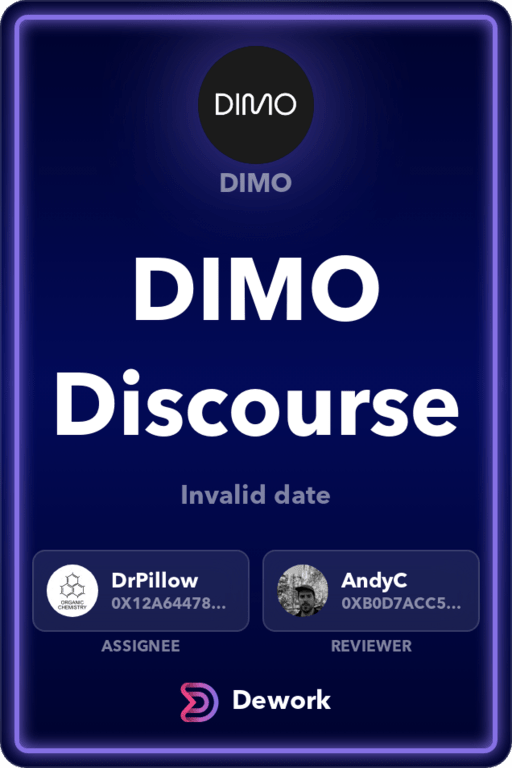 DIMO
DIMO
DIMO
Discourse
Invalid date
ORGANIC
CHEMISTRY
DrPillow
0X12A64478...
ASSIGNEE
AndyC
0XB0D7ACC5...
REVIEWER
Dework